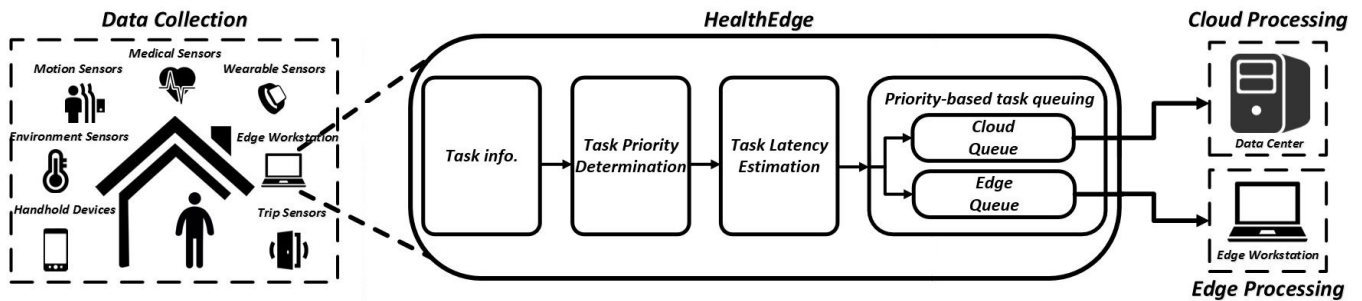 Data Collection
Medical Sensors
Motion Sensors
Wearable Sensors
Environment Sensors
Edge Workstation
Handhold Devices
Trip Sensors
HealthEdge
Task info.
Task Priority
Determination
Task Latency
Estimation
Priority-based task queuing
Cloud
Queue
Edge
Queue
Cloud Processing
Data Center
Edge Workstation
Edge Processing